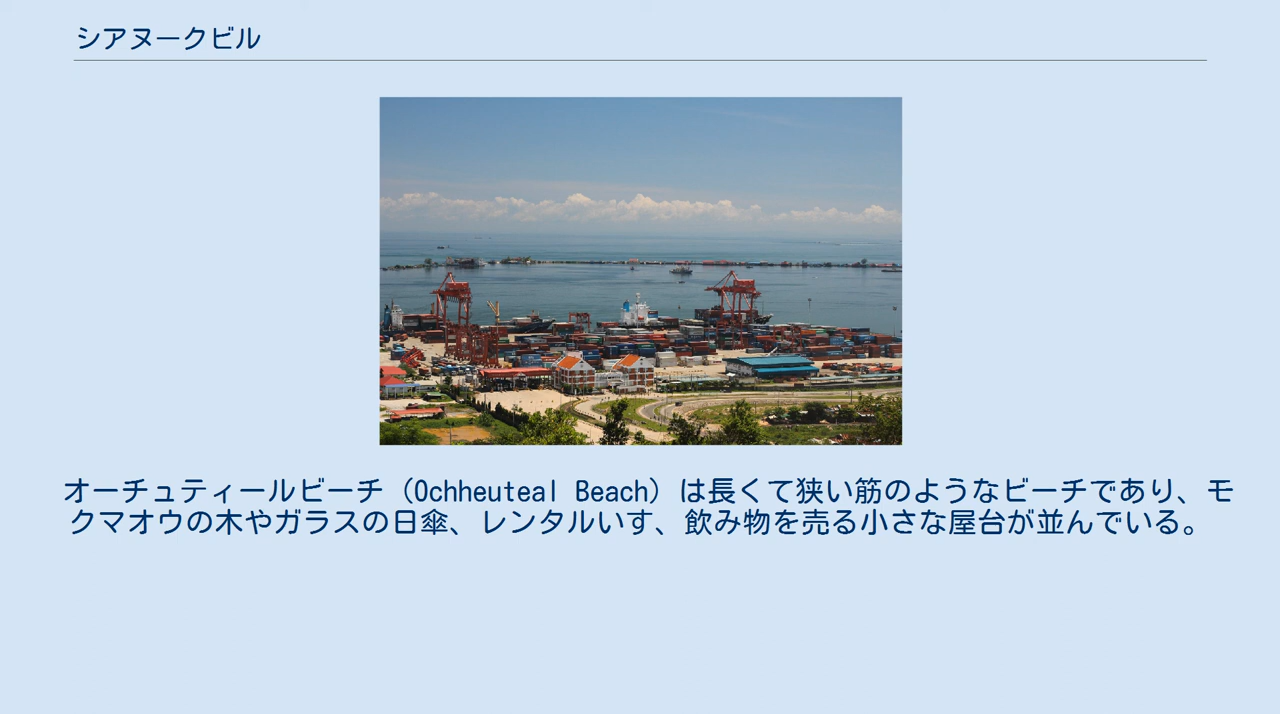 シアヌークビル
オーチュティールビーチ（Ochheuteal Beach）は長くて狭い筋のようなビーチであり、モ
クマオウの木やガラスの日傘、レンタルいす、飲み物を売る小さな屋台が並んでいる。